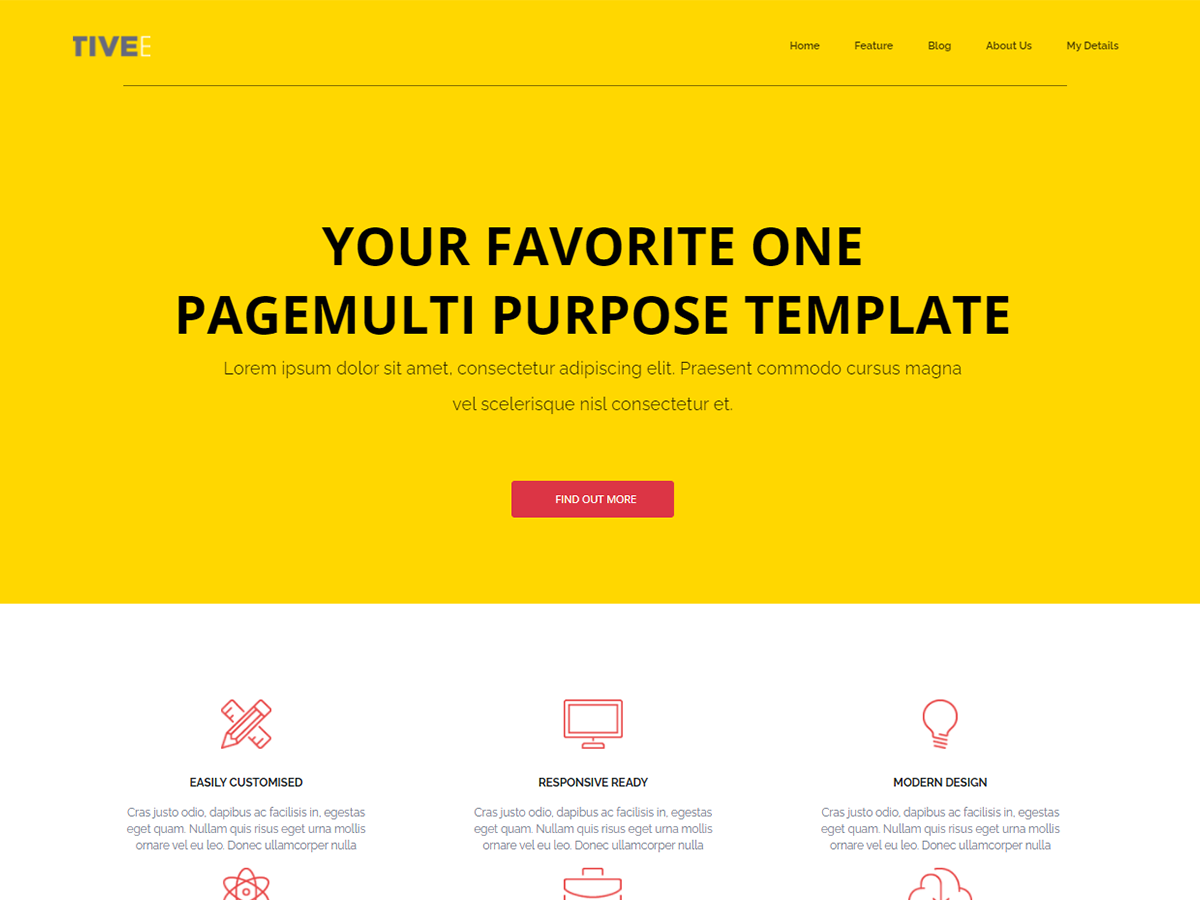 TIVEE
Home Feature Blog About Us My Details
YOUR FAVORITE ONE
PAGEMULTI PURPOSE TEMPLATE
Lorem ipsum dolor sit amet, consectetur adipiscing elit. Praesent commodo cursus magna
vel scelerisque nisl consectetur et.
FIND OUT MORE
EASILY CUSTOMISED
Cras justo odio, dapibus ac facilisis in, egestas
eget quam. Nullam quis risus eget urna mollis
ornare vel eu leo. Donec ullamcorper nulla
RESPONSIVE READY
Cras justo odio, dapibus ac facilisis in, egestas
eget quam. Nullam quis risus eget urna mollis
ornare vel eu leo. Donec ullamcorper nulla
MODERN DESIGN
Cras justo odio, dapibus ac facilisis in, egestas
eget quam. Nullam quis risus eget urna mollis
ornare vel eu leo. Donec ullamcorper nulla